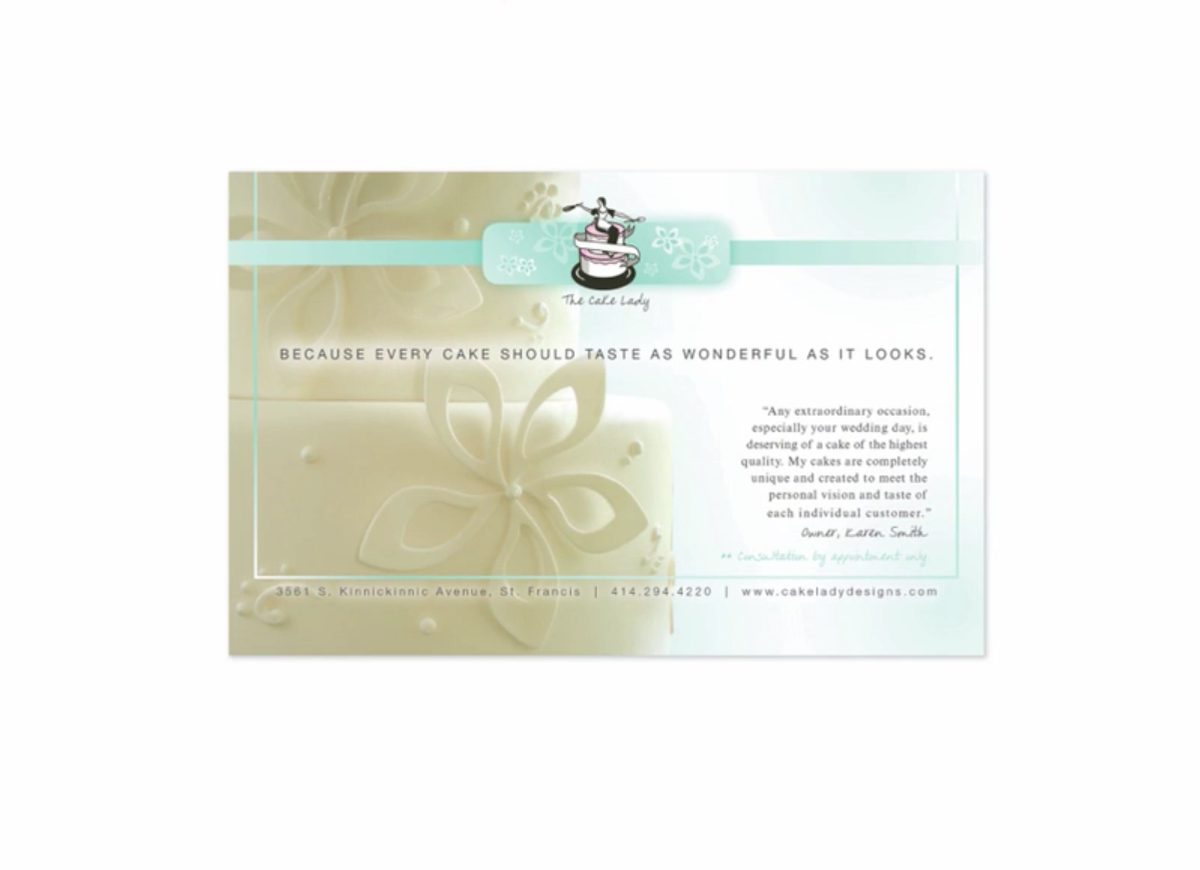 The Cake Lady
BECAUSE EVERY CAKE SHOULD TASTE AS WONDERFUL AS IT LOOKS.
“Any extraordinary occasion,
especially your wedding day, is
deserving of a cake of the highest
quality. My cakes are completely
unique and created to meet the
personal vision and taste of
each individual customer.”
Owner, Karen Smith
** Consultation by appointment only
3561 S. Kinnickinnic Avenue, St. Francis | 414.294.4220 | www.cakeladydesigns.com